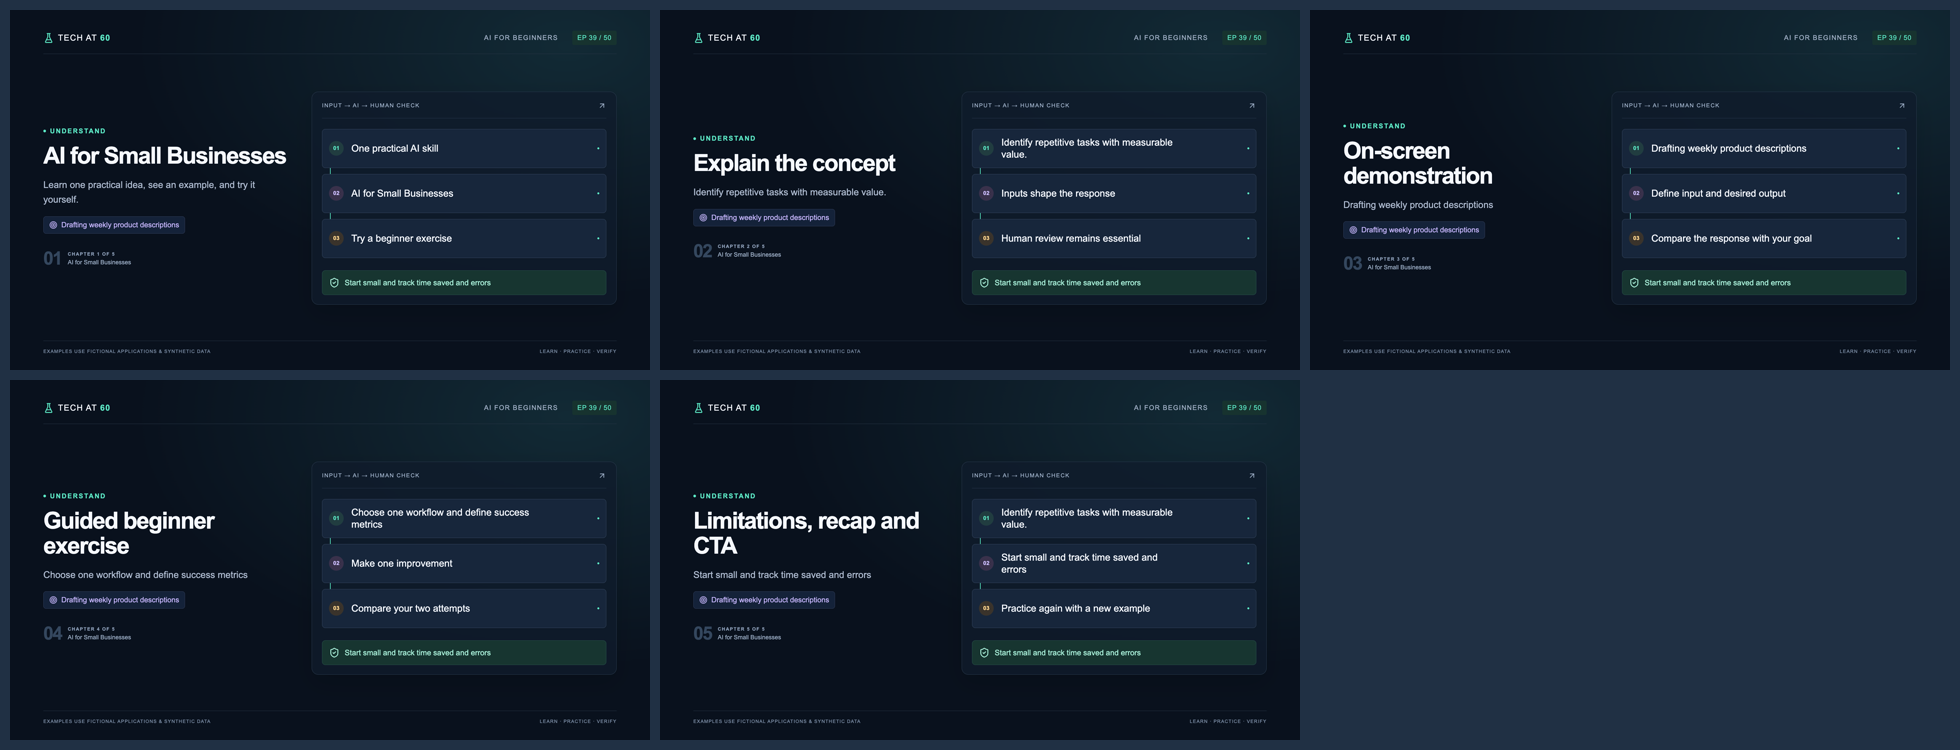 TECH AT 60
AI FOR BEGINNERS
EP 39 / 50
• UNDERSTAND
AI for Small Businesses
Learn one practical idea, see an example, and try it
yourself.
Drafting weekly product descriptions
01
CHAPTER 1 OF 5
AI for Small Businesses
INPUT → AI → HUMAN CHECK
01
One practical AI skill
02
AI for Small Businesses
03
Try a beginner exercise
Start small and track time saved and errors
EXAMPLES USE FICTIONAL APPLICATIONS & SYNTHETIC DATA
LEARN · PRACTICE · VERIFY
TECH AT 60
AI FOR BEGINNERS
EP 39 / 50
• UNDERSTAND
Explain the concept
Identify repetitive tasks with measurable value.
Drafting weekly product descriptions
02
CHAPTER 2 OF 5
AI for Small Businesses
INPUT → AI → HUMAN CHECK
01
Identify repetitive tasks with measurable
value.
02
Inputs shape the response
03
Human review remains essential
Start small and track time saved and errors
EXAMPLES USE FICTIONAL APPLICATIONS & SYNTHETIC DATA
LEARN · PRACTICE · VERIFY
TECH AT 60
AI FOR BEGINNERS
EP 39 / 50
• UNDERSTAND
On-screen
demonstration
Drafting weekly product descriptions
Drafting weekly product descriptions
03
CHAPTER 3 OF 5
AI for Small Businesses
INPUT → AI → HUMAN CHECK
01
Drafting weekly product descriptions
02
Define input and desired output
03
Compare the response with your goal
Start small and track time saved and errors
EXAMPLES USE FICTIONAL APPLICATIONS & SYNTHETIC DATA
LEARN · PRACTICE · VERIFY
TECH AT 60
AI FOR BEGINNERS
EP 39 / 50
• UNDERSTAND
Guided beginner
exercise
Choose one workflow and define success metrics
Drafting weekly product descriptions
04
CHAPTER 4 OF 5
AI for Small Businesses
INPUT → AI → HUMAN CHECK
01
Choose one workflow and define success
metrics
02
Make one improvement
03
Compare your two attempts
Start small and track time saved and errors
EXAMPLES USE FICTIONAL APPLICATIONS & SYNTHETIC DATA
LEARN · PRACTICE · VERIFY
TECH AT 60
AI FOR BEGINNERS
EP 39 / 50
• UNDERSTAND
Limitations, recap and
CTA
Start small and track time saved and errors
Drafting weekly product descriptions
05
CHAPTER 5 OF 5
AI for Small Businesses
INPUT → AI → HUMAN CHECK
01
Identify repetitive tasks with measurable
value.
02
Start small and track time saved and
errors
03
Practice again with a new example
Start small and track time saved and errors
EXAMPLES USE FICTIONAL APPLICATIONS & SYNTHETIC DATA
LEARN · PRACTICE · VERIFY